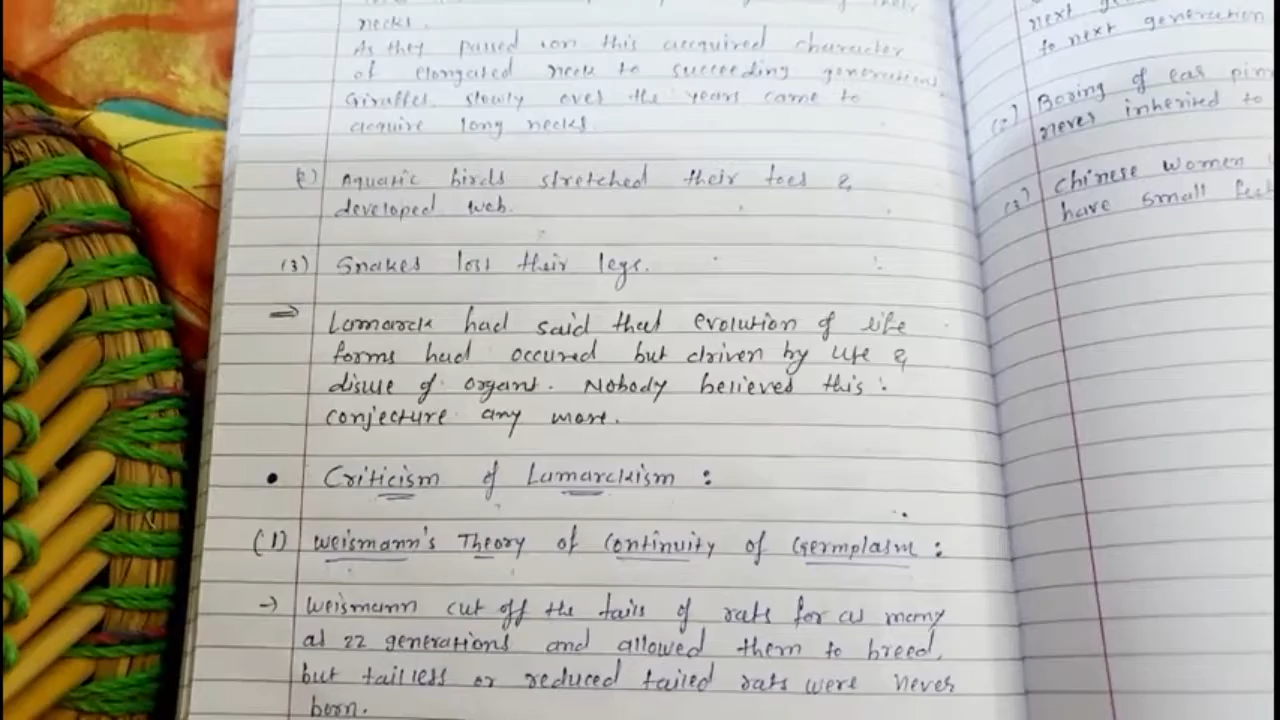 necks.
As they passed on this acquired character
of elongated neck to succeeding generations
Giraffes, slowly over the years came to
acquire long necks.
(2) Aquatic birds stretched their toes &
developed web.
(3) Snakes loss their legs.
⇒ Lamarck had said that evolution of life
forms had occured but driven by use &
disuse of organs. Nobody believed this
conjecture any more.
• Criticism of Lamarckism :
(1) Weismann's Theory of Continuity of Germplasm :
→ Weismann cut off the tails of rats for as many
as 22 generations and allowed them to breed,
but tailless or reduced tailed rats were never
born.
next
to next generation
(2) Boring of ear
never inherited to
(3) Chinese women
have small